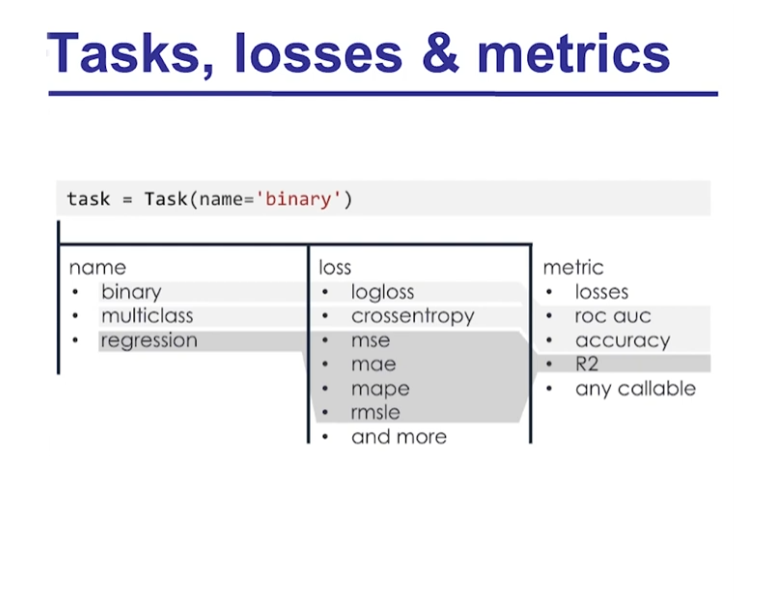 Tasks, losses & metrics
task = Task(name='binary')
name
• binary
• multiclass
• regression
loss
• logloss
• crossentropy
• mse
• mae
• mape
• rmsle
• and more
metric
• losses
• roc auc
• accuracy
• R2
• any callable